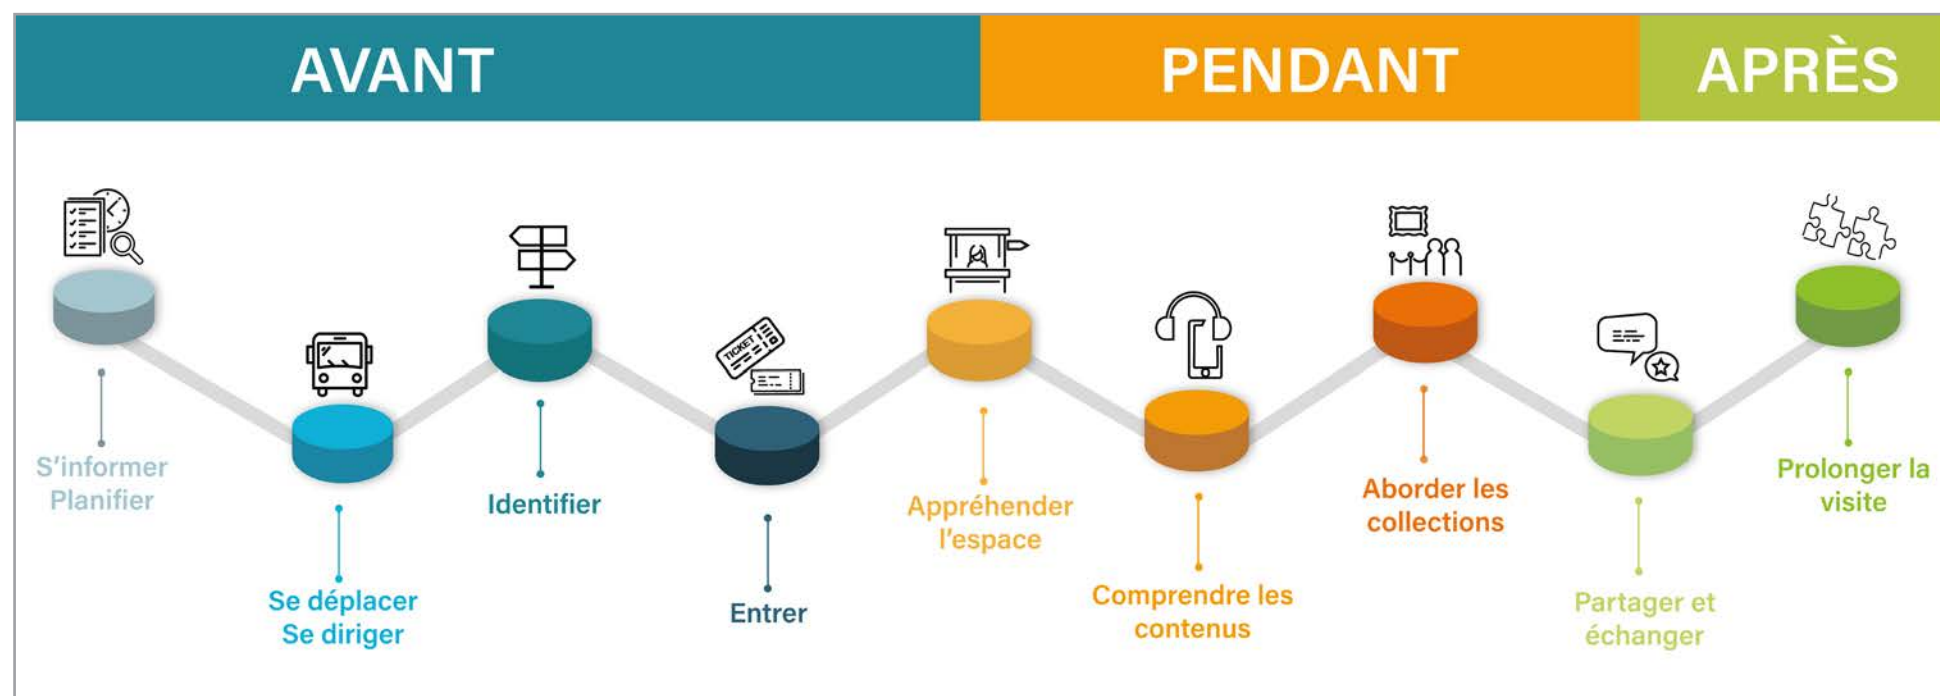 AVANT
PENDANT
APRÈS
TICKET
S'informer
Planifier
Se déplacer
Se diriger
Identifier
Entrer
Appréhender
l'espace
Comprendre les
contenus
Aborder les
collections
Partager et
échanger
Prolonger la
visite